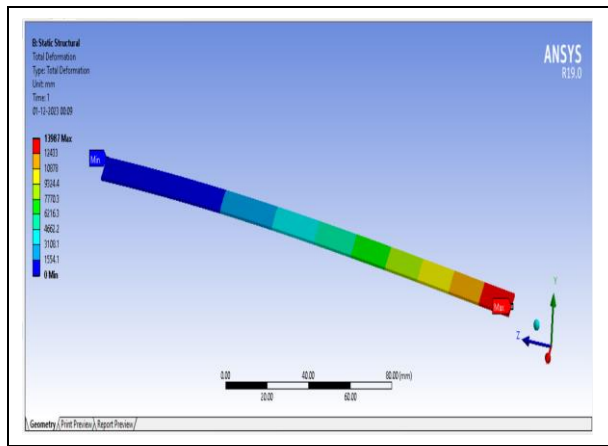 B: Static Structural
Total Deformation
Type: Total Deformation
Unit: mm
Time: 1
01-12-2023 00:09
ANSYS
R19.0
13987 Max
12433
10878
9324.4
7770.3
6216.3
4662.2
3108.1
1554.1
0 Min
Min
Max
Y
Z
0.00
40.00
80.00 (mm)
20.00
60.00
Geometry Print Preview Report Preview